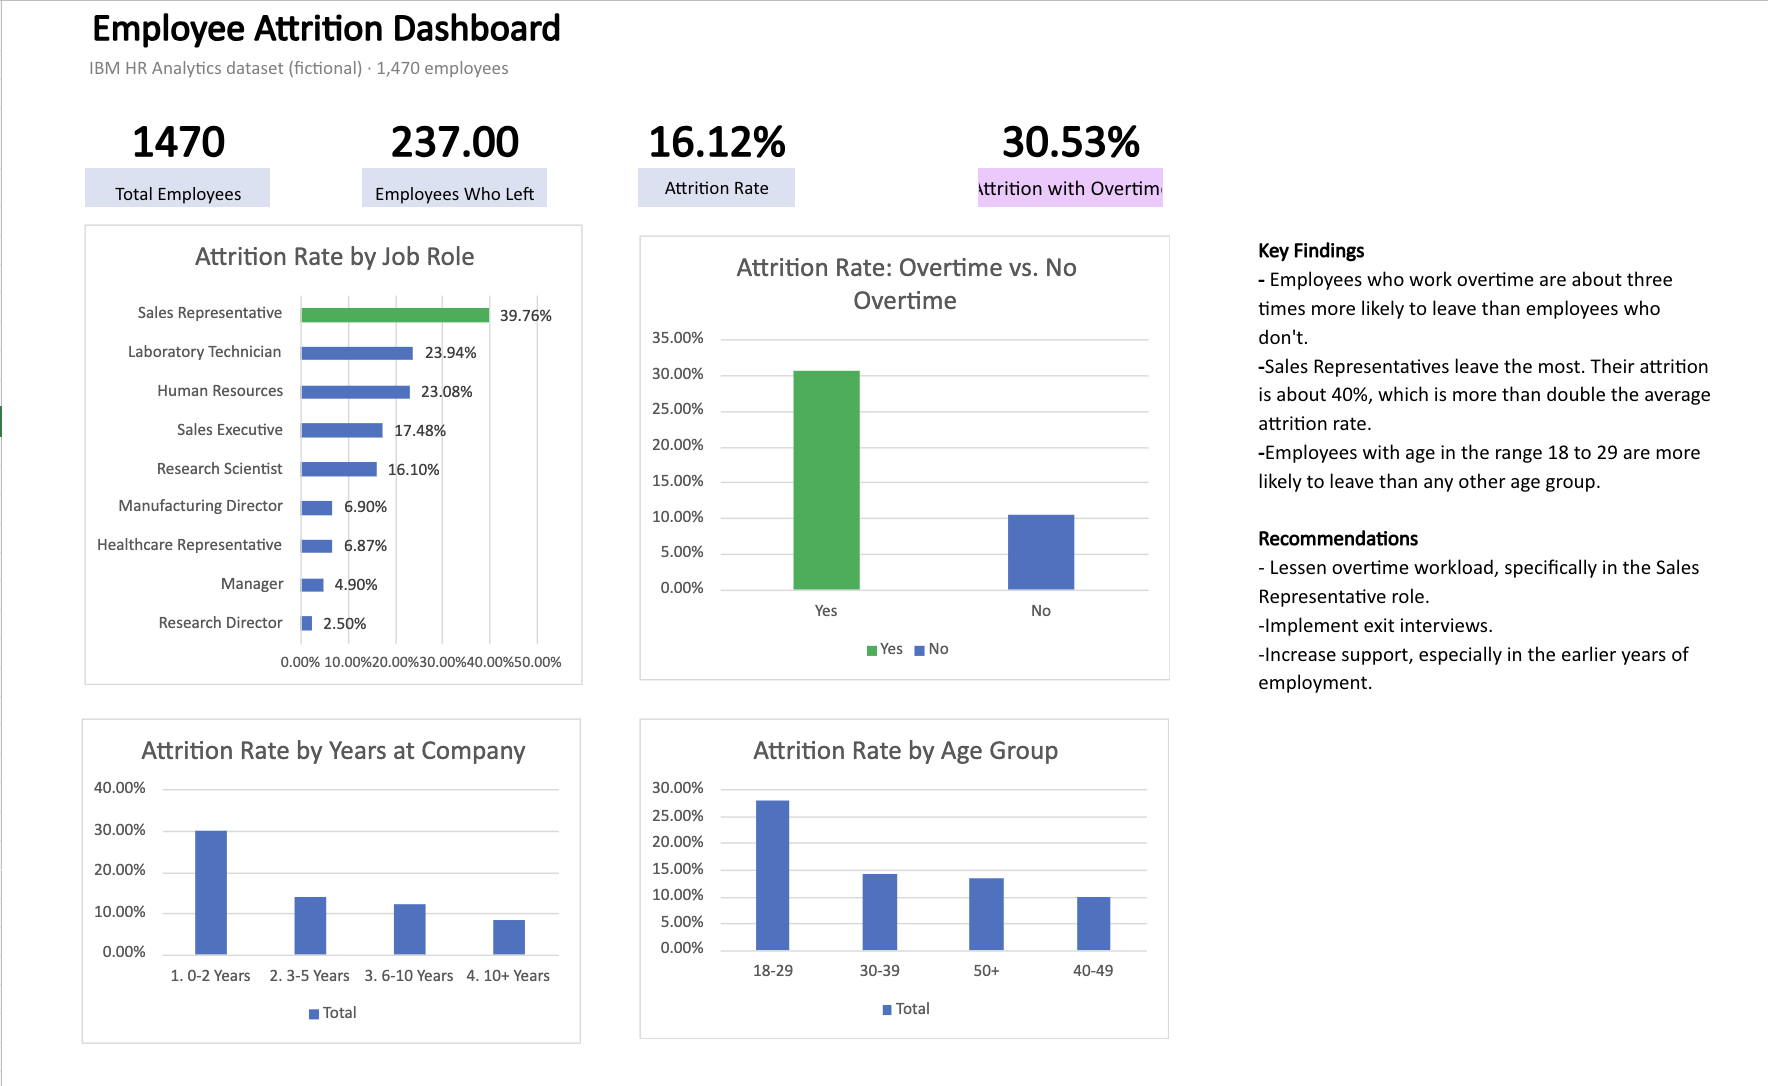 Employee Attrition Dashboard
IBM HR Analytics dataset (fictional) · 1,470 employees
1470
Total Employees
237.00
Employees Who Left
16.12%
Attrition Rate
30.53%
Attrition with Overtim
Attrition Rate by Job Role
Sales Representative 39.76%
Laboratory Technician 23.94%
Human Resources 23.08%
Sales Executive 17.48%
Research Scientist 16.10%
Manufacturing Director 6.90%
Healthcare Representative 6.87%
Manager 4.90%
Research Director 2.50%
0.00% 10.00%20.00%30.00%40.00%50.00%
Attrition Rate: Overtime vs. No
Overtime
35.00%
30.00%
25.00%
20.00%
15.00%
10.00%
5.00%
0.00%
Yes No
Yes No
Key Findings
- Employees who work overtime are about three
times more likely to leave than employees who
don't.
-Sales Representatives leave the most. Their attrition
is about 40%, which is more than double the average
attrition rate.
-Employees with age in the range 18 to 29 are more
likely to leave than any other age group.
Recommendations
- Lessen overtime workload, specifically in the Sales
Representative role.
-Implement exit interviews.
-Increase support, especially in the earlier years of
employment.
Attrition Rate by Years at Company
40.00%
30.00%
20.00%
10.00%
0.00%
1. 0-2 Years 2. 3-5 Years 3. 6-10 Years 4. 10+ Years
Total
Attrition Rate by Age Group
30.00%
25.00%
20.00%
15.00%
10.00%
5.00%
0.00%
18-29 30-39 50+ 40-49
Total